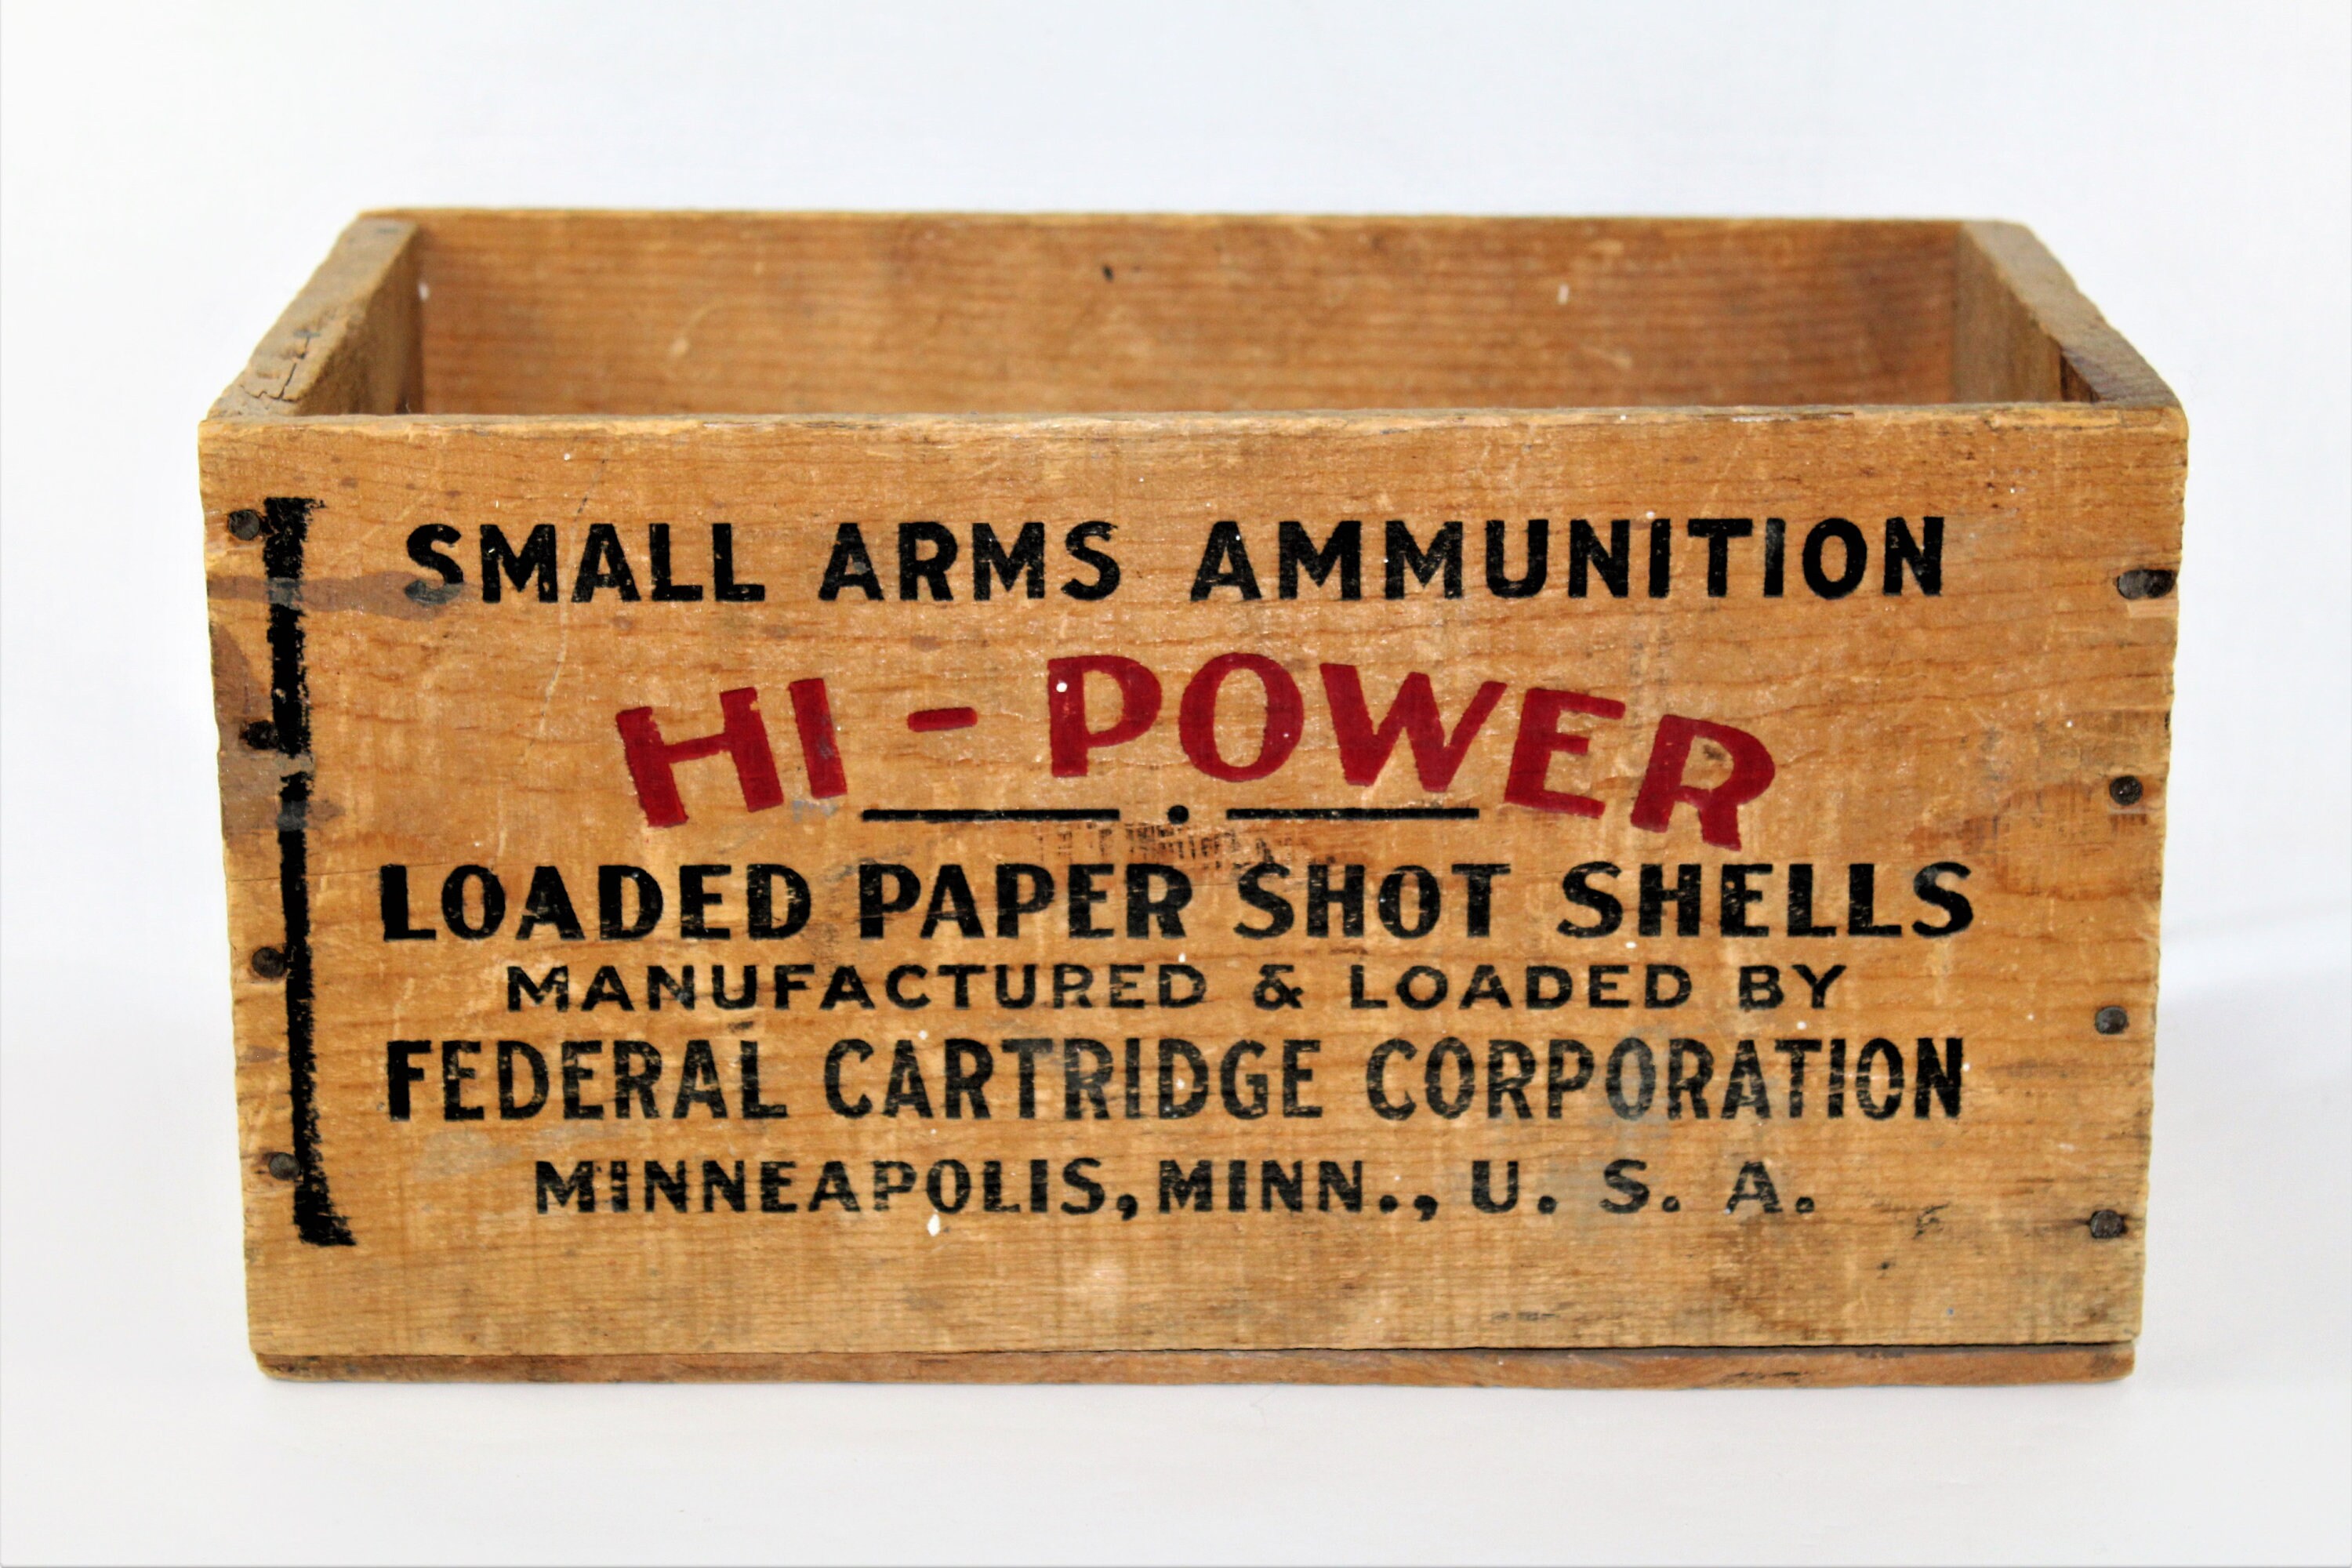 SMALL ARMS AMMUNITION
HI-POWER
LOADED PAPER SHOT SHELLS
MANUFACTURED & LOADED BY
FEDERAL CARTRIDGE CORPORATION
MINNEAPOLIS, MINN., U. S. A.